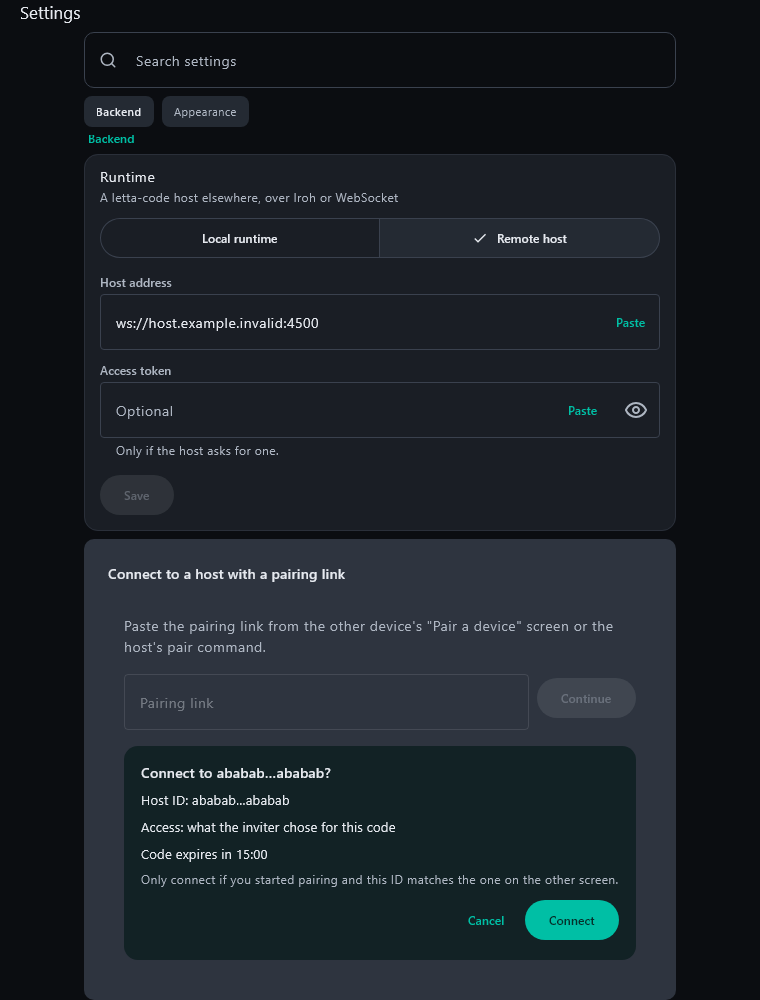 Settings
Search settings
Backend
Appearance
Backend
Runtime
A letta-code host elsewhere, over Iroh or WebSocket
Local runtime
Remote host
Host address
ws://host.example.invalid:4500
Paste
Access token
Optional
Paste
Only if the host asks for one.
Save
Connect to a host with a pairing link
Paste the pairing link from the other device's "Pair a device" screen or the
host's pair command.
Pairing link
Continue
Connect to ababab...ababab?
Host ID: ababab...ababab
Access: what the inviter chose for this code
Code expires in 15:00
Only connect if you started pairing and this ID matches the one on the other screen.
Cancel
Connect